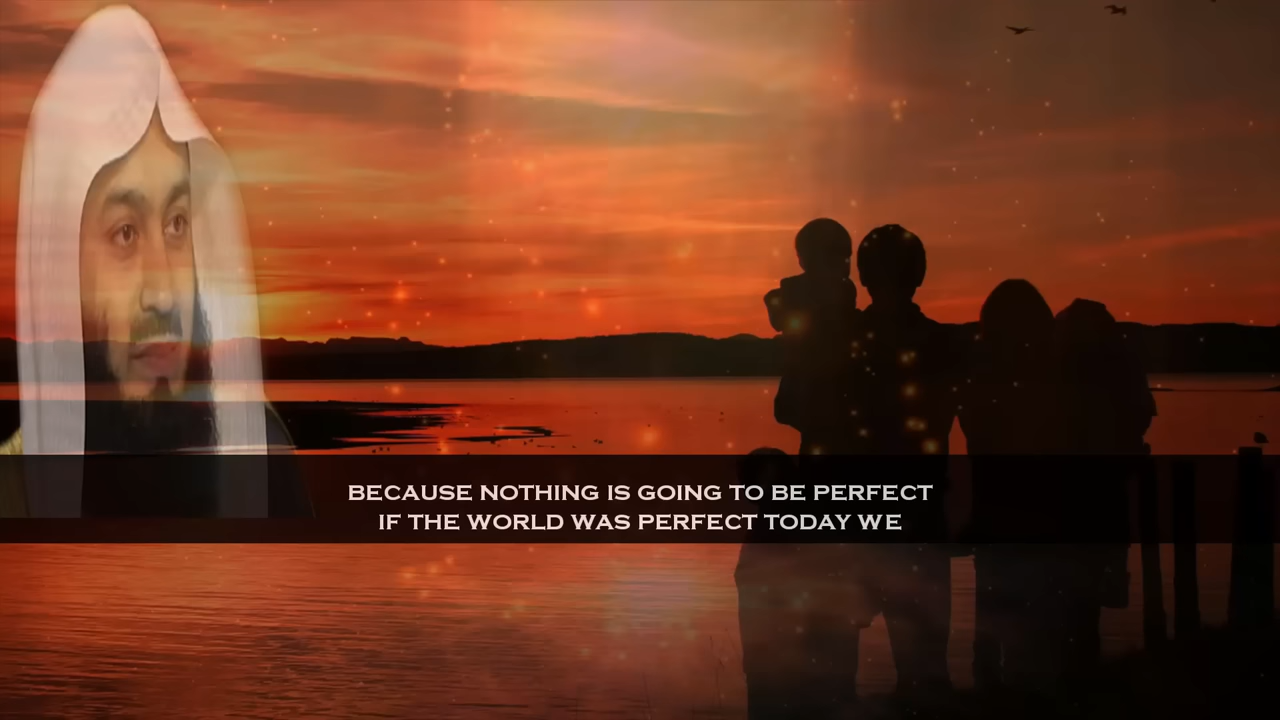 BECAUSE NOTHING IS GOING TO BE PERFECT
IF THE WORLD WAS PERFECT TODAY WE